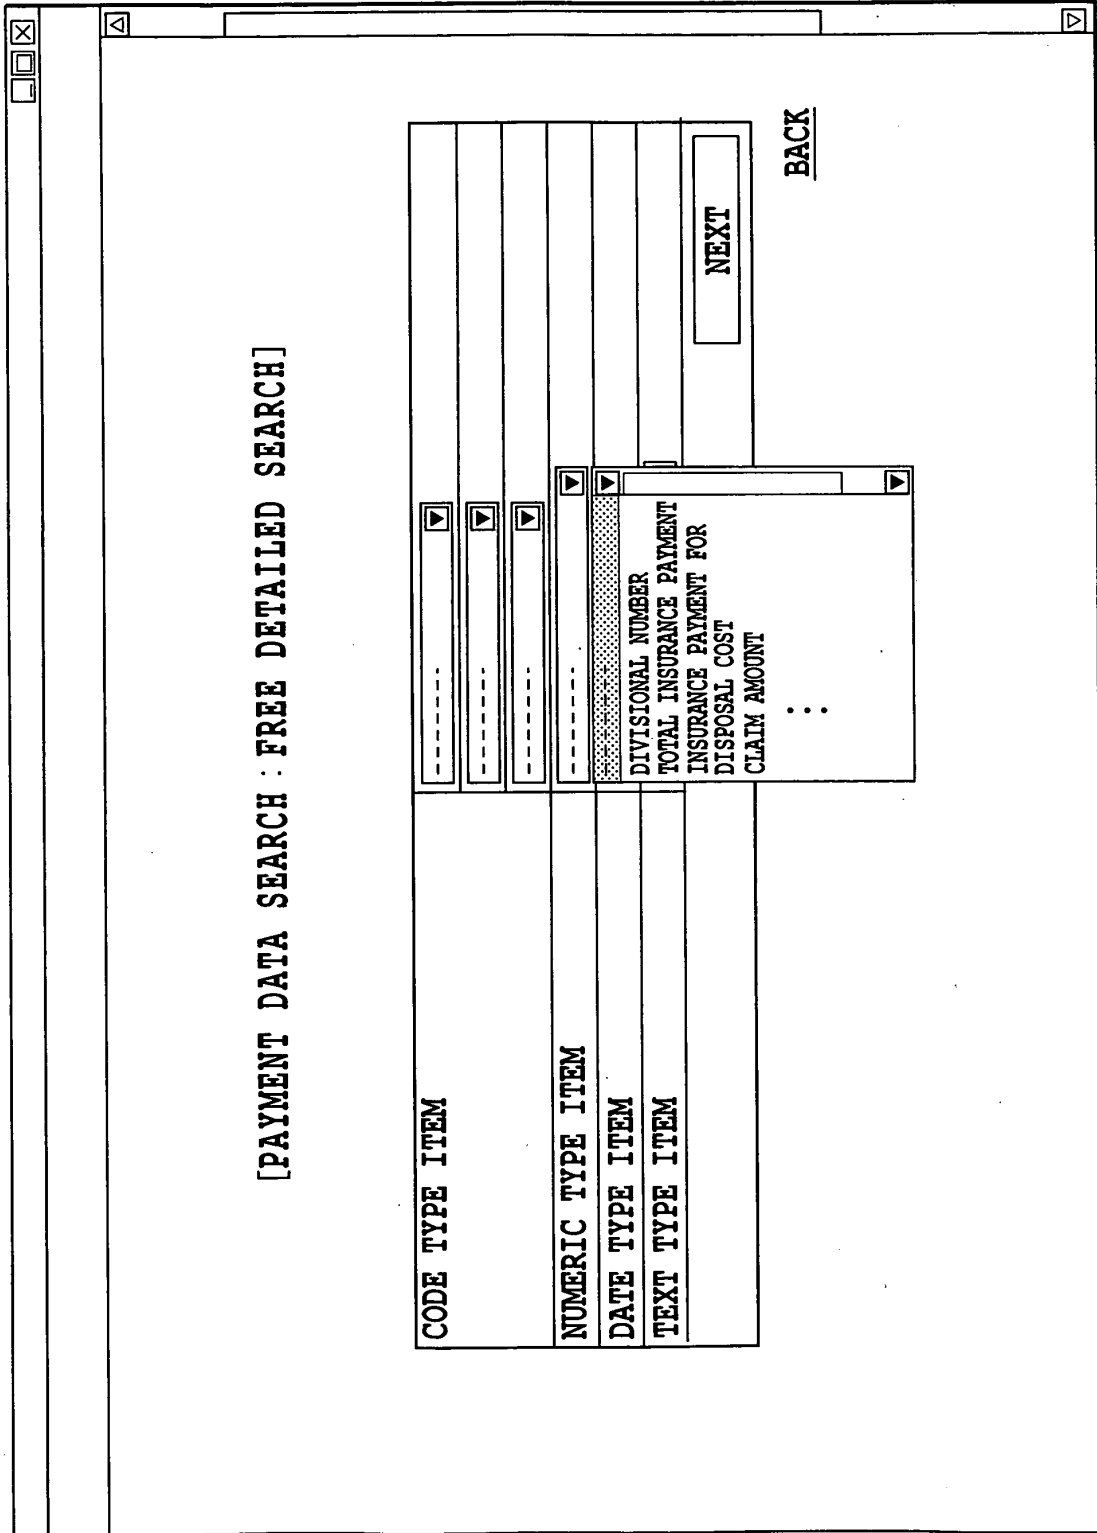 [PAYMENT DATA SEARCH : FREE DETAILED SEARCH]
CODE TYPE ITEM
-------
-------
-------
NUMERIC TYPE ITEM
-------
DATE TYPE ITEM
-------
TEXT TYPE ITEM
DIVISIONAL NUMBER
TOTAL INSURANCE PAYMENT
INSURANCE PAYMENT FOR
DISPOSAL COST
CLAIM AMOUNT
NEXT
BACK